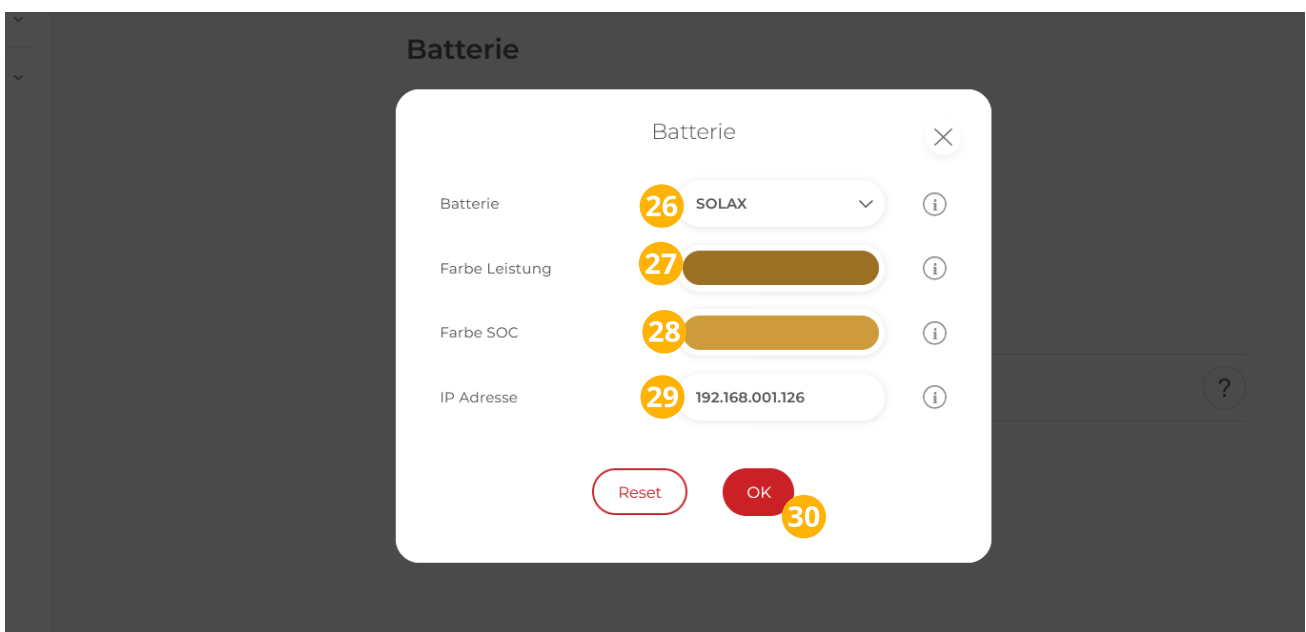 Batterie
Batterie
Batterie 26 SOLAX
Farbe Leistung 27
Farbe SOC 28
IP Adresse 29 192.168.001.126
?
Reset OK
30